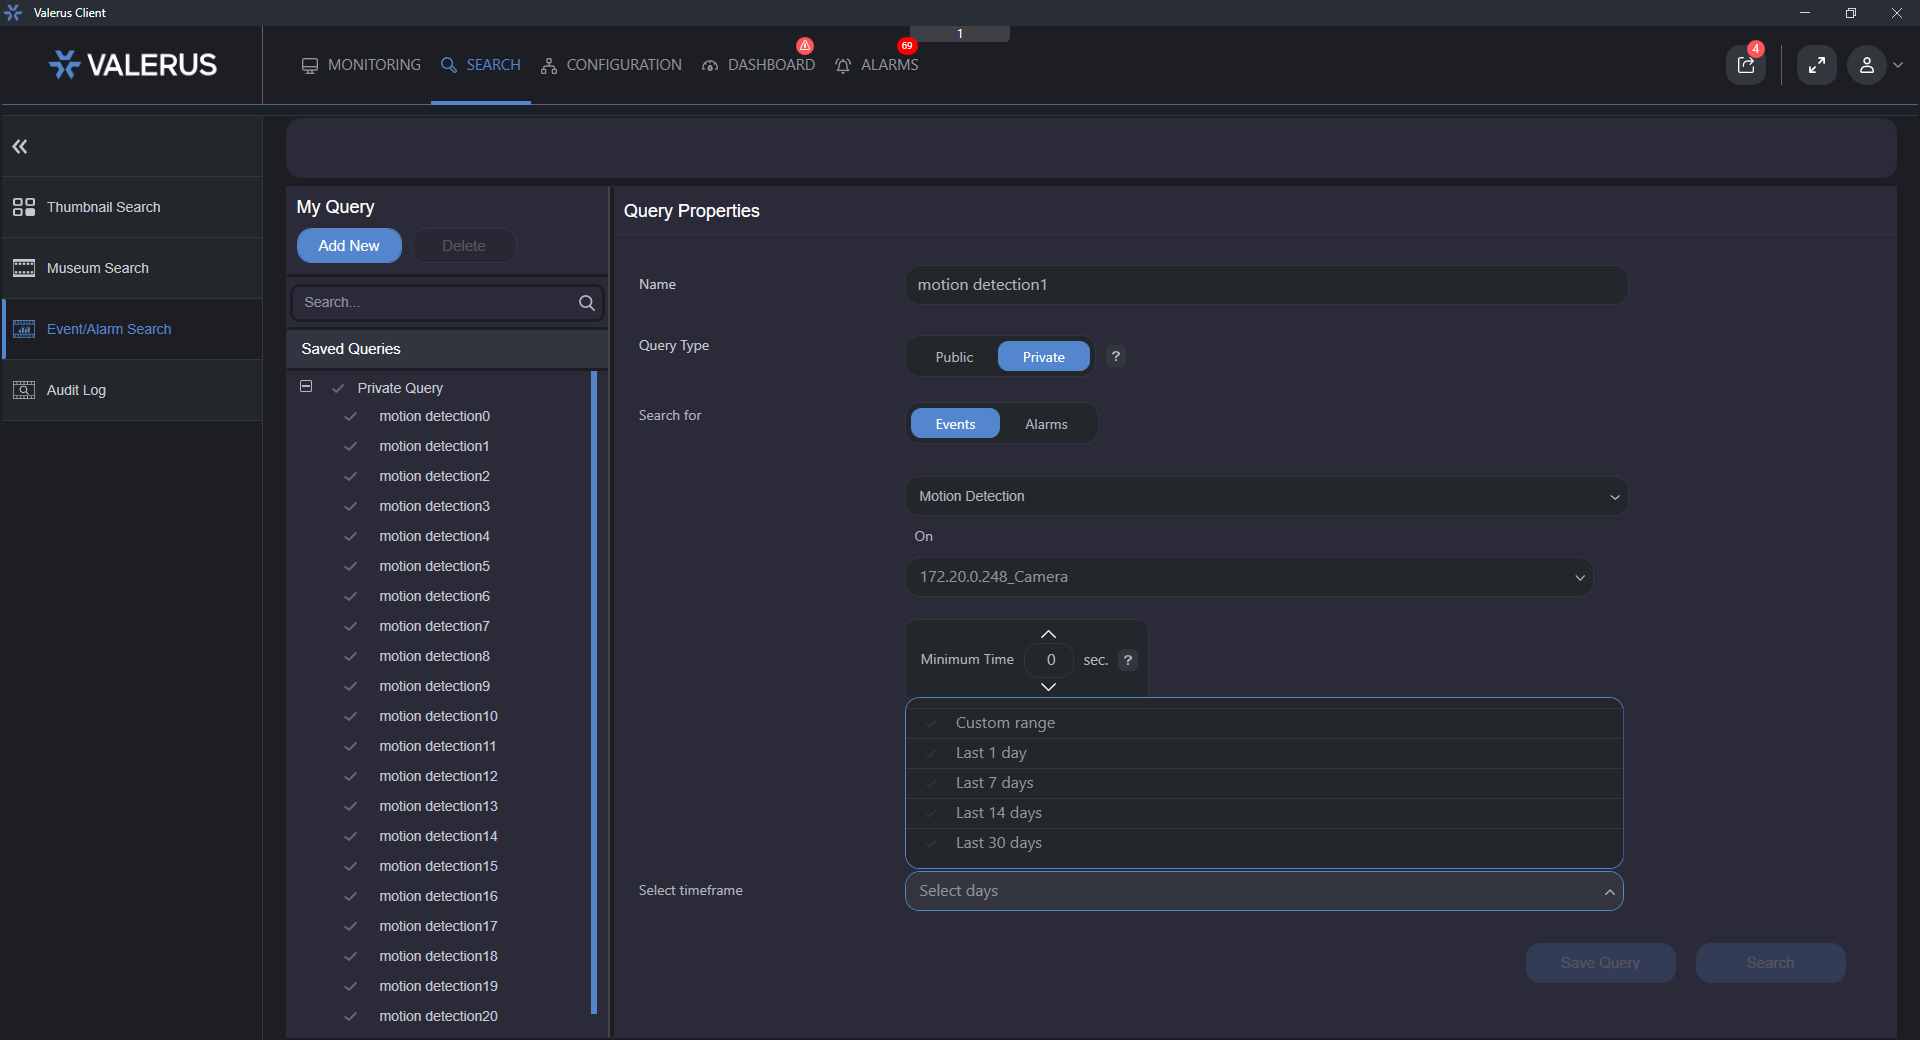 Valerus Client
1
VALERUS
MONITORING
SEARCH
CONFIGURATION
DASHBOARD
69
ALARMS
4
Thumbnail Search
Museum Search
Event/Alarm Search
Audit Log
My Query
Add New
Delete
Search...
Saved Queries
Private Query
motion detection0
motion detection1
motion detection2
motion detection3
motion detection4
motion detection5
motion detection6
motion detection7
motion detection8
motion detection9
motion detection10
motion detection11
motion detection12
motion detection13
motion detection14
motion detection15
motion detection16
motion detection17
motion detection18
motion detection19
motion detection20
Query Properties
Name
motion detection1
Query Type
Public
Private
?
Search for
Events
Alarms
Motion Detection
On
172.20.0.248_Camera
Minimum Time
0
sec.
?
Custom range
Last 1 day
Last 7 days
Last 14 days
Last 30 days
Select timeframe
Select days
Save Query
Search